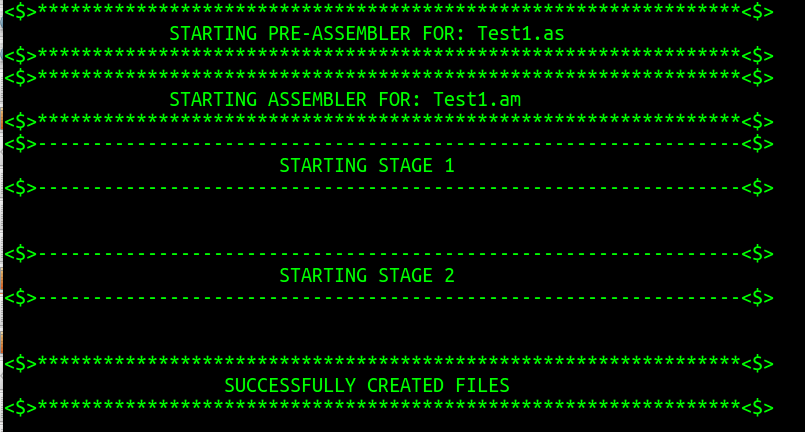 <$>****************************************************************<$>
STARTING PRE-ASSEMBLER FOR: Test1.as
<$>****************************************************************<$>
<$>****************************************************************<$>
STARTING ASSEMBLER FOR: Test1.am
<$>****************************************************************<$>
<$>----------------------------------------------------------------<$>
STARTING STAGE 1
<$>----------------------------------------------------------------<$>
<$>----------------------------------------------------------------<$>
STARTING STAGE 2
<$>----------------------------------------------------------------<$>
<$>****************************************************************<$>
SUCCESSFULLY CREATED FILES
<$>****************************************************************<$>